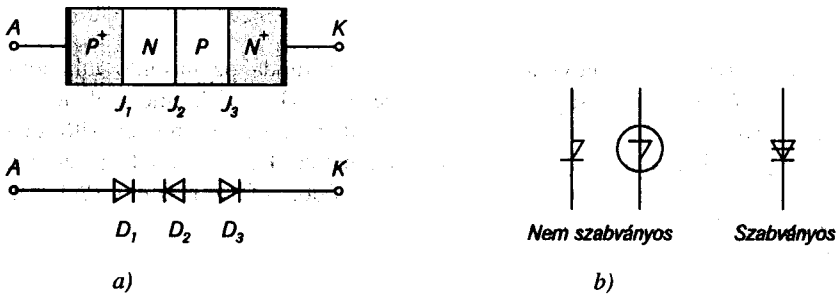 A K
P⁺ N P N⁺
J₁ J₂ J₃
A K
D₁ D₂ D₃
a)
Nem szabványos Szabványos
b)